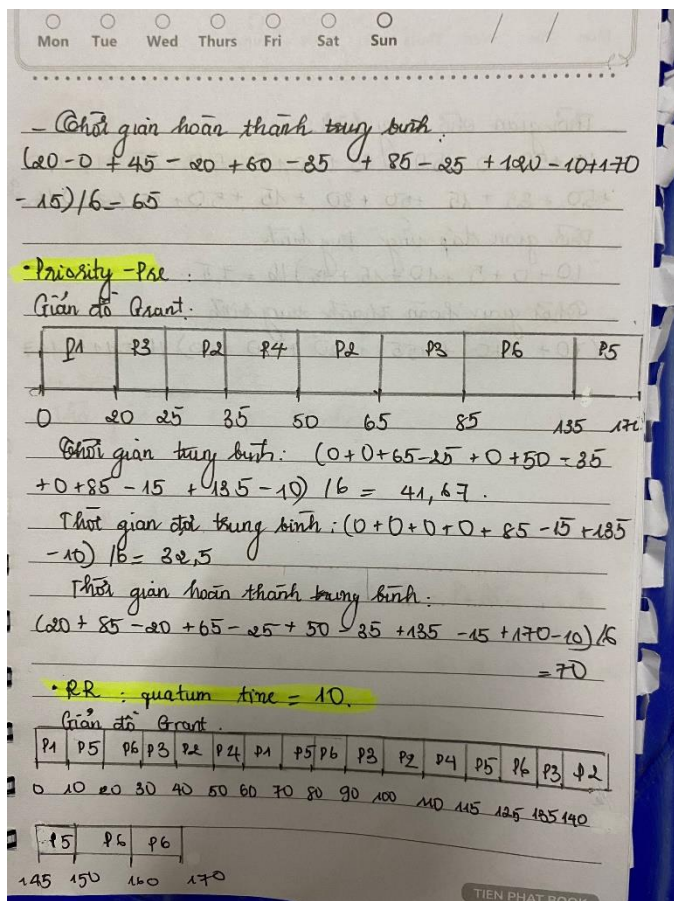 Mon Tue Wed Thurs Fri Sat Sun / /
- Thời gian hoàn thành trung bình:
(20-0 + 45 - 20 + 60 - 35 + 85 - 25 + 120 - 10 + 170
- 15) /6 = 65
• Priority - Pre :
Giản đồ Grant:
P1 P3 P2 P4 P2 P3 P6 P5
0 20 25 35 50 65 85 135 170
Thời gian trung bình: (0+0+65-25+0+50-35
+0+85-15 +135-10) /6 = 41,67.
Thời gian đợi trung bình: (0+0+0+0+ 85 -15+135
-10) /6 = 32,5
Thời gian hoàn thành trung bình:
(20+ 85 -20 + 65 - 25 + 50 - 35 +135 -15 +170-10)/6
= 70
• RR : quatum tine = 10.
Giản đồ Grant.
P1 P5 P6 P3 P2 P4 P1 P5 P6 P3 P2 P4 P5 P6 P3 P2
0 10 20 30 40 50 60 70 80 90 100 110 115 125 135 140
P5 P6 P6
145 150 160 170
TIEN PHAT BOOK